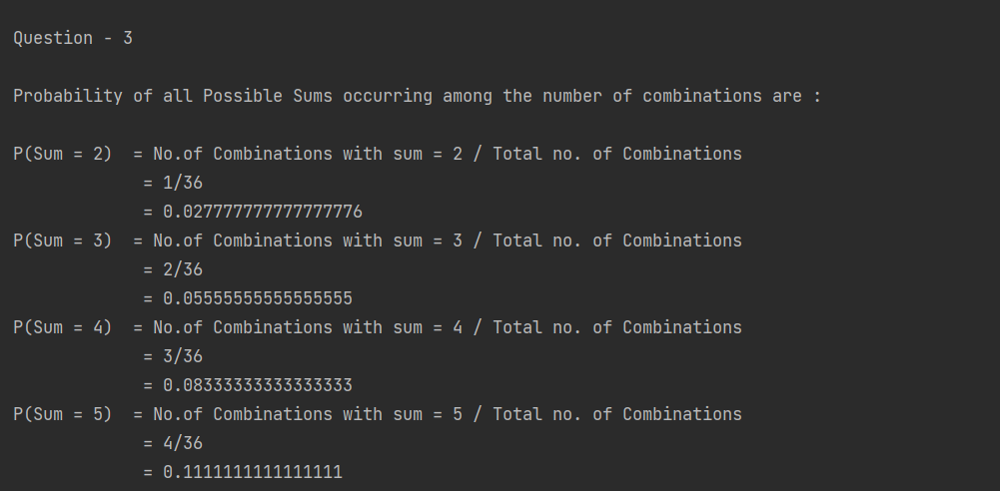 Question - 3
Probability of all Possible Sums occurring among the number of combinations are :
P(Sum = 2)  = No.of Combinations with sum = 2 / Total no. of Combinations
= 1/36
= 0.027777777777777776
P(Sum = 3)  = No.of Combinations with sum = 3 / Total no. of Combinations
= 2/36
= 0.05555555555555555
P(Sum = 4)  = No.of Combinations with sum = 4 / Total no. of Combinations
= 3/36
= 0.08333333333333333
P(Sum = 5)  = No.of Combinations with sum = 5 / Total no. of Combinations
= 4/36
= 0.1111111111111111